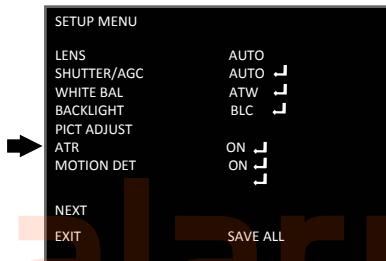 SETUP MENU
LENS AUTO
SHUTTER/AGC AUTO ↵
WHITE BAL ATW ↵
BACKLIGHT BLC ↵
PICT ADJUST
ATR ON ↵
MOTION DET ON ↵
↵
NEXT
EXIT SAVE ALL
alarm